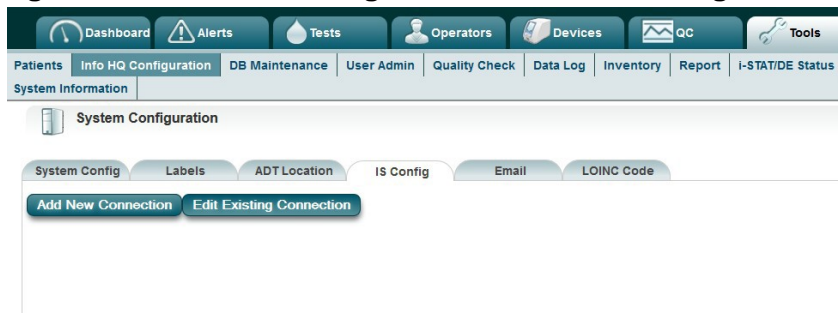 Dashboard Alerts Tests Operators Devices QC Tools
Patients Info HQ Configuration DB Maintenance User Admin Quality Check Data Log Inventory Report i-STAT/DE Status
System Information
System Configuration
System Config Labels ADT Location IS Config Email LOINC Code
Add New Connection Edit Existing Connection